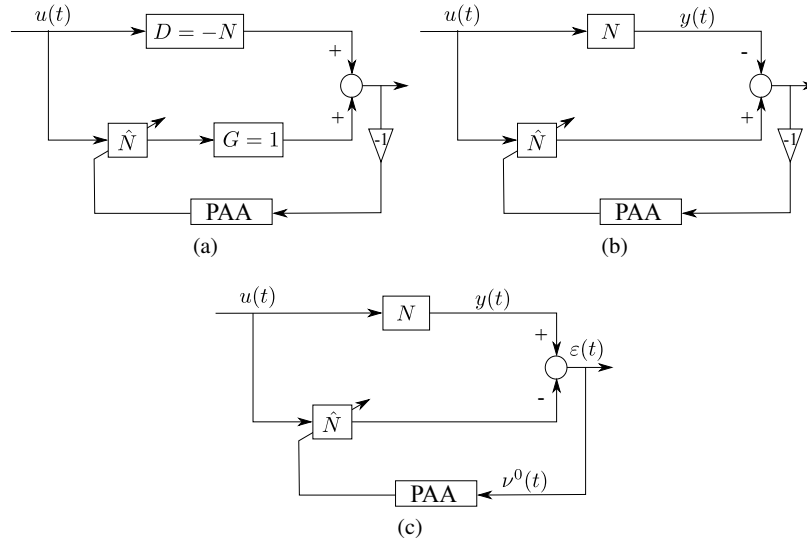 u(t)
D = −N
+
+
N̂
G = 1
-1
PAA
(a)
u(t)
N
y(t)
-
+
N̂
-1
PAA
(b)
u(t)
N
y(t)
+
ε(t)
-
N̂
ν⁰(t)
PAA
(c)